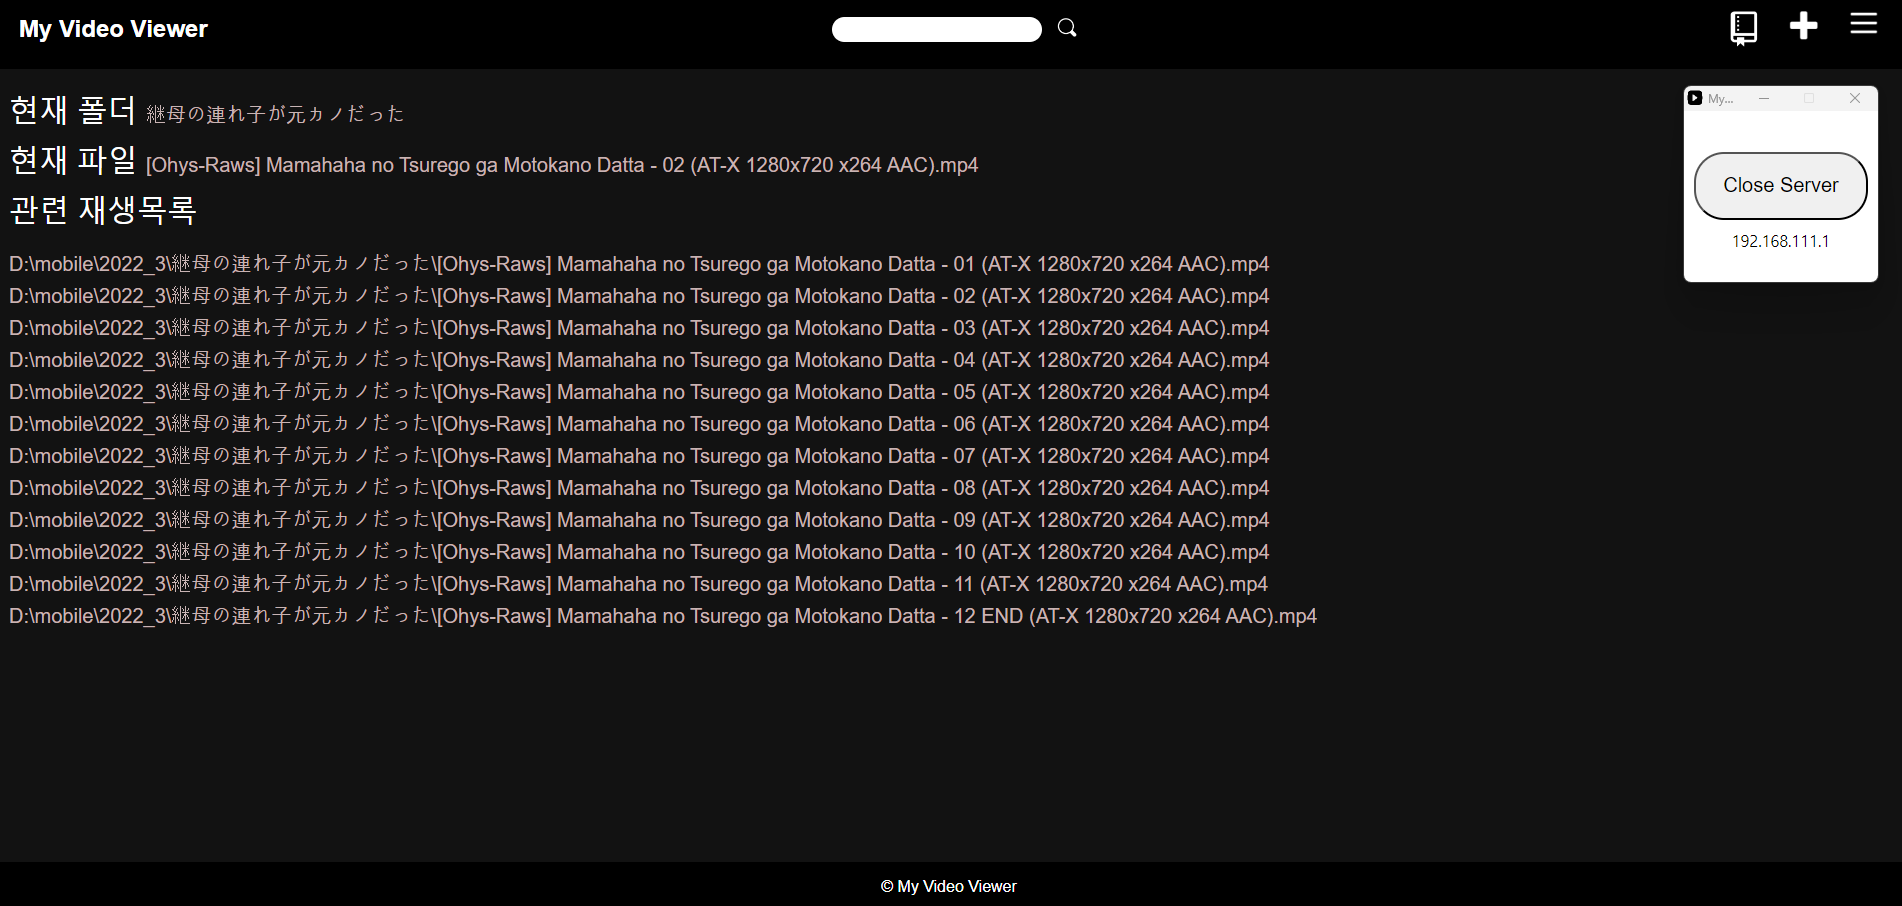 My Video Viewer
현재 폴더 継母の連れ子が元カノだった
My...
현재 파일 [Ohys-Raws] Mamahaha no Tsurego ga Motokano Datta - 02 (AT-X 1280x720 x264 AAC).mp4
Close Server
관련 재생목록
192.168.111.1
D:\mobile\2022_3\継母の連れ子が元カノだった\[Ohys-Raws] Mamahaha no Tsurego ga Motokano Datta - 01 (AT-X 1280x720 x264 AAC).mp4
D:\mobile\2022_3\継母の連れ子が元カノだった\[Ohys-Raws] Mamahaha no Tsurego ga Motokano Datta - 02 (AT-X 1280x720 x264 AAC).mp4
D:\mobile\2022_3\継母の連れ子が元カノだった\[Ohys-Raws] Mamahaha no Tsurego ga Motokano Datta - 03 (AT-X 1280x720 x264 AAC).mp4
D:\mobile\2022_3\継母の連れ子が元カノだった\[Ohys-Raws] Mamahaha no Tsurego ga Motokano Datta - 04 (AT-X 1280x720 x264 AAC).mp4
D:\mobile\2022_3\継母の連れ子が元カノだった\[Ohys-Raws] Mamahaha no Tsurego ga Motokano Datta - 05 (AT-X 1280x720 x264 AAC).mp4
D:\mobile\2022_3\継母の連れ子が元カノだった\[Ohys-Raws] Mamahaha no Tsurego ga Motokano Datta - 06 (AT-X 1280x720 x264 AAC).mp4
D:\mobile\2022_3\継母の連れ子が元カノだった\[Ohys-Raws] Mamahaha no Tsurego ga Motokano Datta - 07 (AT-X 1280x720 x264 AAC).mp4
D:\mobile\2022_3\継母の連れ子が元カノだった\[Ohys-Raws] Mamahaha no Tsurego ga Motokano Datta - 08 (AT-X 1280x720 x264 AAC).mp4
D:\mobile\2022_3\継母の連れ子が元カノだった\[Ohys-Raws] Mamahaha no Tsurego ga Motokano Datta - 09 (AT-X 1280x720 x264 AAC).mp4
D:\mobile\2022_3\継母の連れ子が元カノだった\[Ohys-Raws] Mamahaha no Tsurego ga Motokano Datta - 10 (AT-X 1280x720 x264 AAC).mp4
D:\mobile\2022_3\継母の連れ子が元カノだった\[Ohys-Raws] Mamahaha no Tsurego ga Motokano Datta - 11 (AT-X 1280x720 x264 AAC).mp4
D:\mobile\2022_3\継母の連れ子が元カノだった\[Ohys-Raws] Mamahaha no Tsurego ga Motokano Datta - 12 END (AT-X 1280x720 x264 AAC).mp4
© My Video Viewer